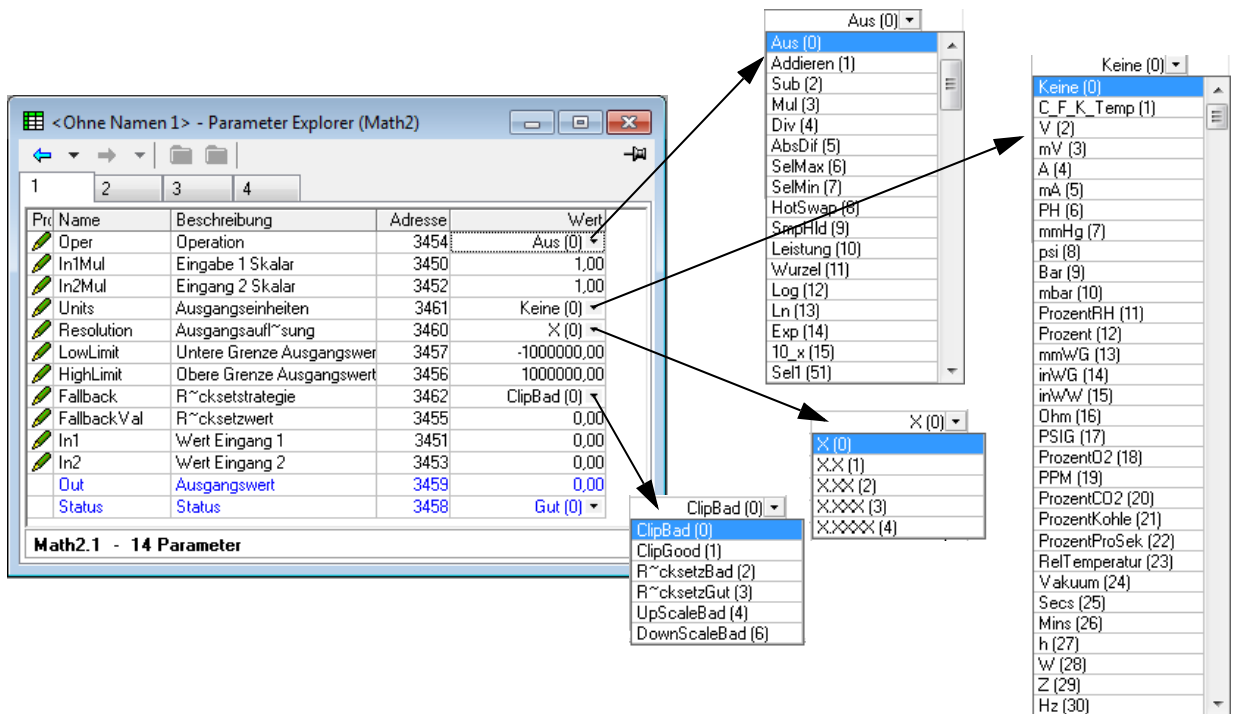 <Ohne Namen 1> - Parameter Explorer (Math2)
1 2 3 4
Name Beschreibung Adresse Wert
Oper Operation 3454 Aus (0)
In1Mul Eingabe 1 Skalar 3450 1,00
In2Mul Eingang 2 Skalar 3452 1,00
Units Ausgangseinheiten 3461 Keine (0)
Resolution Ausgangsaufl~sung 3460 X (0)
LowLimit Untere Grenze Ausgangswer 3457 -1000000,00
HighLimit Obere Grenze Ausgangswert 3456 1000000,00
Fallback R~cksetstrategie 3462 ClipBad (0)
FallbackVal R~cksetzwert 3455 0,00
In1 Wert Eingang 1 3451 0,00
In2 Wert Eingang 2 3453 0,00
Out Ausgangswert 3459 0,00
Status Status 3458 Gut (0)
Math2.1 - 14 Parameter
Aus (0)
Aus (0)
Addieren (1)
Sub (2)
Mul (3)
Div (4)
AbsDif (5)
SelMax (6)
SelMin (7)
HotSwap (8)
SmpHld (9)
Leistung (10)
Wurzel (11)
Log (12)
Ln (13)
Exp (14)
10_x (15)
Sel1 (51)
X (0)
X (0)
X.X (1)
X.XX (2)
X.XXX (3)
X.XXXX (4)
ClipBad (0)
ClipBad (0)
ClipGood (1)
R~cksetzBad (2)
R~cksetzGut (3)
UpScaleBad (4)
DownScaleBad (6)
Keine (0)
Keine (0)
C_F_K_Temp (1)
V (2)
mV (3)
A (4)
mA (5)
PH (6)
mmHg (7)
psi (8)
Bar (9)
mbar (10)
ProzentRH (11)
Prozent (12)
mmWG (13)
inWG (14)
inWW (15)
Ohm (16)
PSIG (17)
ProzentO2 (18)
PPM (19)
ProzentCO2 (20)
ProzentKohle (21)
ProzentProSek (22)
RelTemperatur (23)
Vakuum (24)
Secs (25)
Mins (26)
h (27)
W (28)
Z (29)
Hz (30)